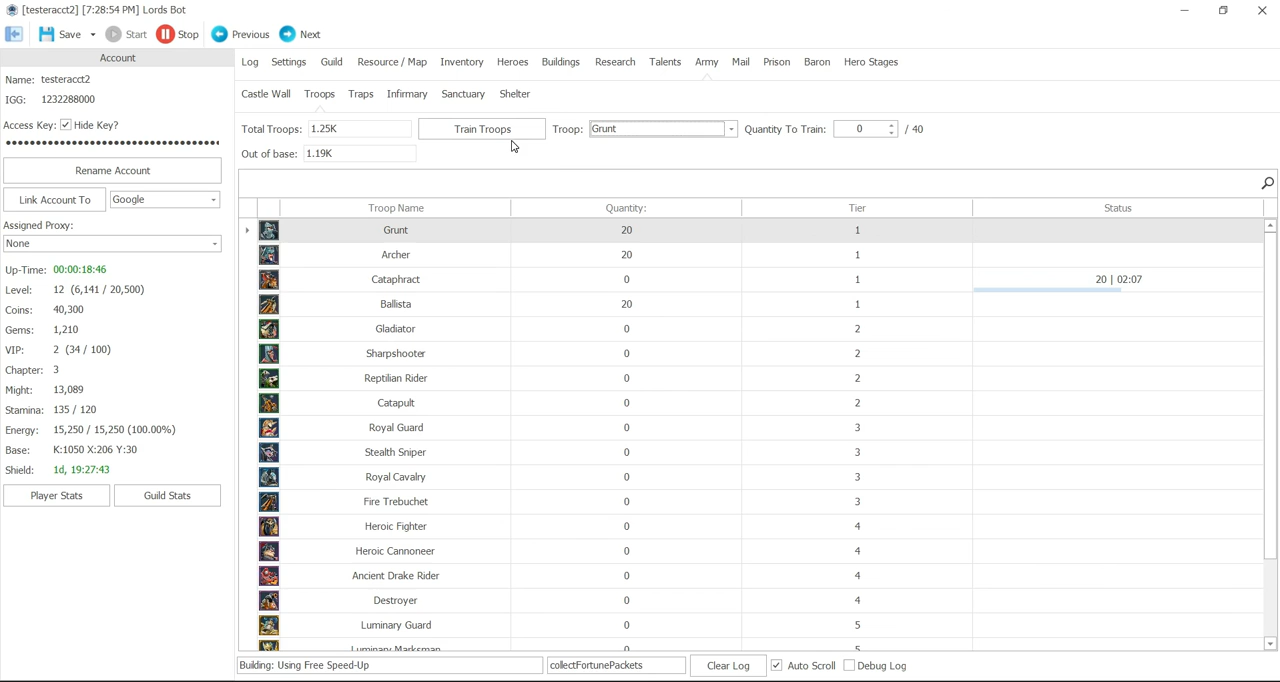 [testeracct2] [7:28:54 PM] Lords Bot
Save Start Stop Previous Next
Account
Name: testeracct2
IGG: 1232288000
Access Key: Hide Key?
Rename Account
Link Account To Google
Assigned Proxy:
None
Up-Time: 00:00:18:46
Level: 12 (6,141 / 20,500)
Coins: 40,300
Gems: 1,210
VIP: 2 (34 / 100)
Chapter: 3
Might: 13,089
Stamina: 135 / 120
Energy: 15,250 / 15,250 (100.00%)
Base: K:1050 X:206 Y:30
Shield: 1d, 19:27:43
Player Stats Guild Stats
Log Settings Guild Resource / Map Inventory Heroes Buildings Research Talents Army Mail Prison Baron Hero Stages
Castle Wall Troops Traps Infirmary Sanctuary Shelter
Total Troops: 1.25K Train Troops Troop: Grunt Quantity To Train: 0 / 40
Out of base: 1.19K
Troop Name Quantity: Tier Status
Grunt 20 1
Archer 20 1
Cataphract 0 1 20 | 02:07
Ballista 20 1
Gladiator 0 2
Sharpshooter 0 2
Reptilian Rider 0 2
Catapult 0 2
Royal Guard 0 3
Stealth Sniper 0 3
Royal Cavalry 0 3
Fire Trebuchet 0 3
Heroic Fighter 0 4
Heroic Cannoneer 0 4
Ancient Drake Rider 0 4
Destroyer 0 4
Luminary Guard 0 5
Luminary Marksman 0 5
Building: Using Free Speed-Up collectFortunePackets Clear Log Auto Scroll Debug Log